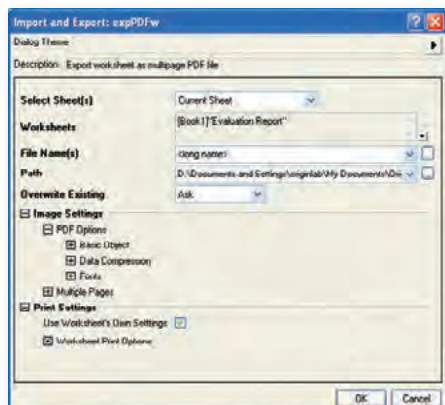 Import and Export: expPDFw
Dialog Theme
Description Export worksheet as multipage PDF file
Select Sheet(s) Current Sheet
Worksheets [Book1]"Evaluation Report"
File Name(s) <long name>
Path D:\Documents and Settings\originlab\My Documents\Ori
Overwrite Existing Ask
Image Settings
PDF Options
Basic Object
Data Compression
Fonts
Multiple Pages
Print Settings
Use Worksheet's Own Settings
Worksheet Print Options
OK Cancel